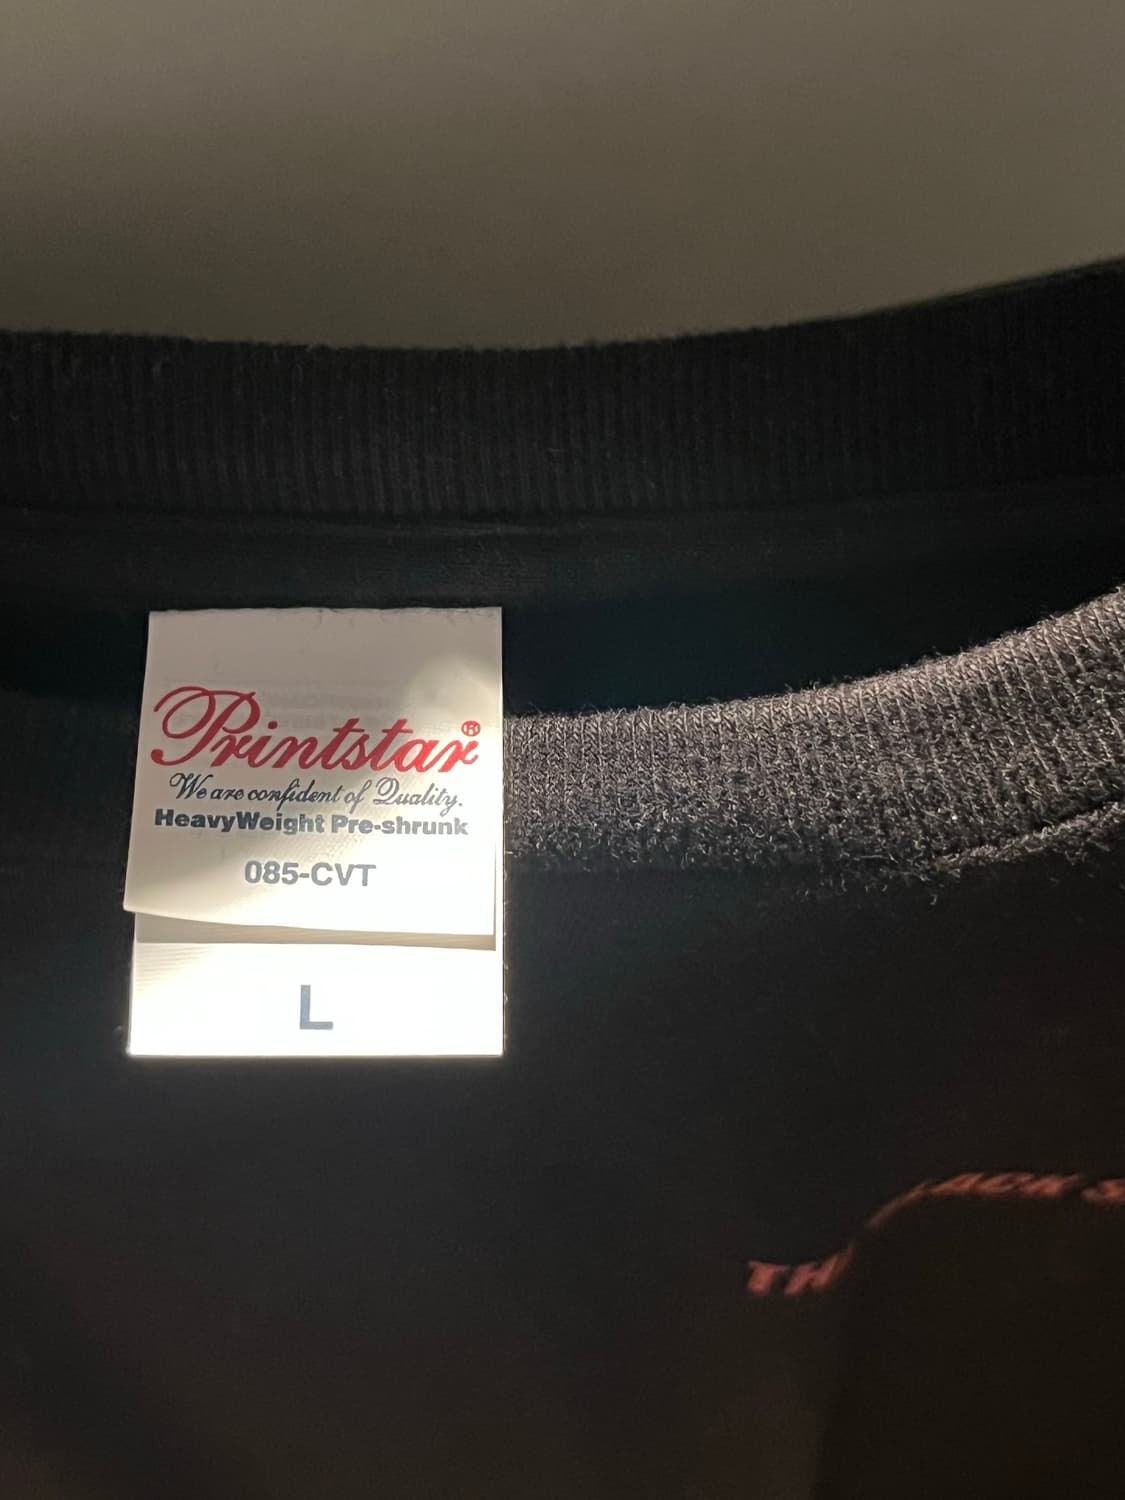 Printstar®
We are confident of Quality.
HeavyWeight Pre-shrunk
085-CVT
L